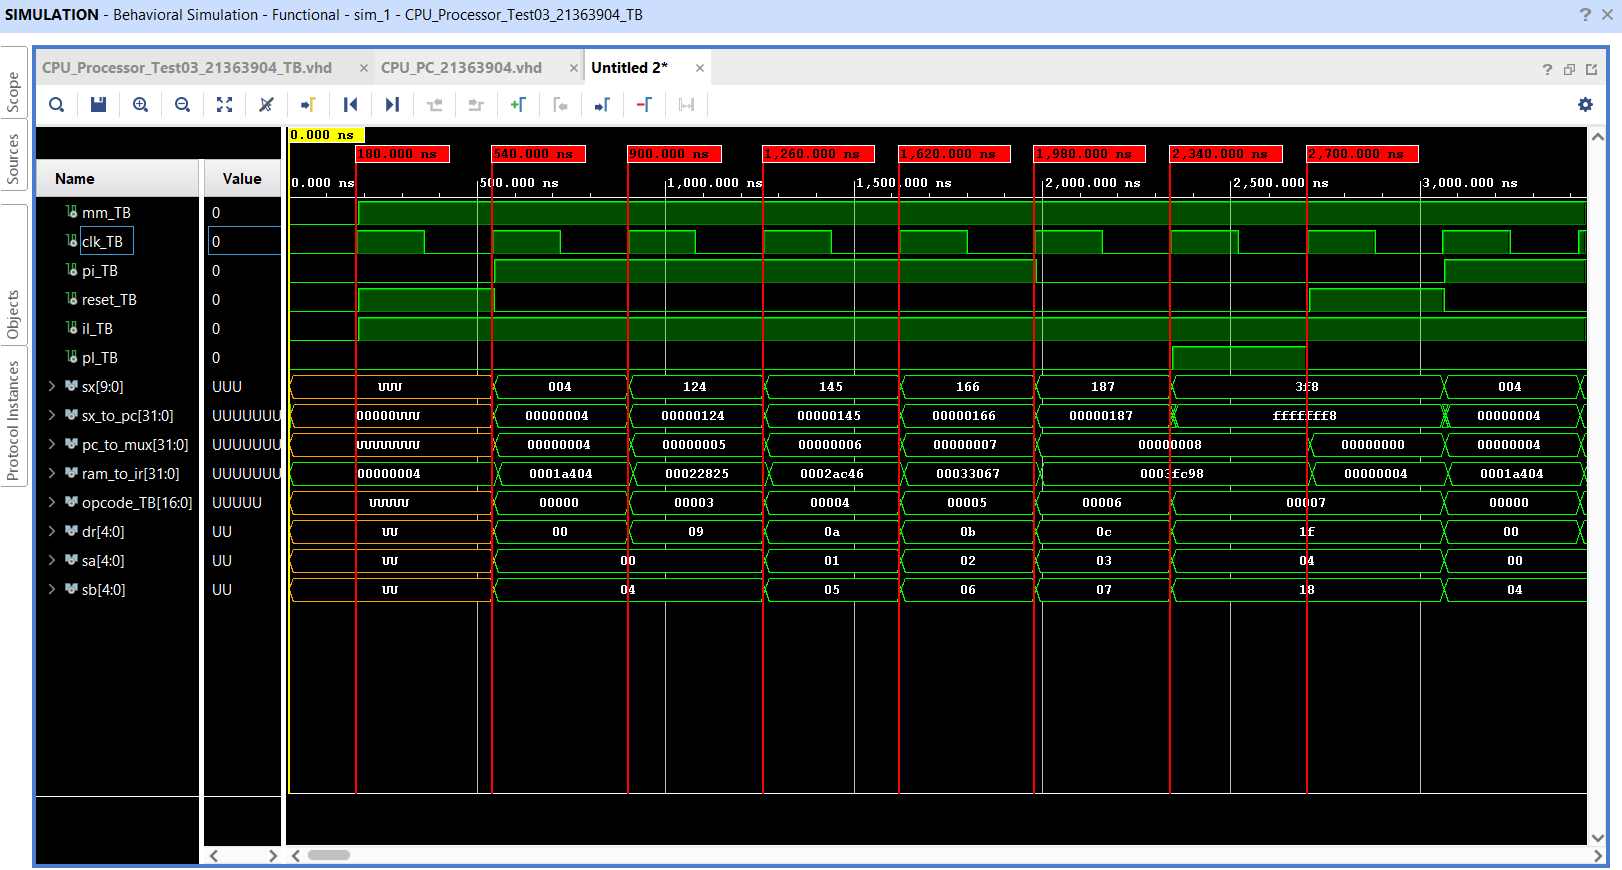 SIMULATION - Behavioral Simulation - Functional - sim_1 - CPU_Processor_Test03_21363904_TB ? ×
Scope
Sources
Objects
Protocol Instances
CPU_Processor_Test03_21363904_TB.vhd × CPU_PC_21363904.vhd × Untitled 2* ×
0.000 ns
180.000 ns 540.000 ns 900.000 ns 1,260.000 ns 1,620.000 ns 1,980.000 ns 2,340.000 ns 2,700.000 ns
Name Value 0.000 ns 500.000 ns 1,000.000 ns 1,500.000 ns 2,000.000 ns 2,500.000 ns 3,000.000 ns
mm_TB 0
clk_TB 0
pi_TB 0
reset_TB 0
il_TB 0
pl_TB 0
sx[9:0] UUU UUU 004 124 145 166 187 3f8 004
sx_to_pc[31:0] UUUUUUU 00000UUU 00000004 00000124 00000145 00000166 00000187 fffffff8 00000004
pc_to_mux[31:0] UUUUUUU UUUUUUUU 00000004 00000005 00000006 00000007 00000008 00000000 00000004
ram_to_ir[31:0] UUUUUUU 00000004 0001a404 00022825 0002ac46 00033067 0003fc98 00000004 0001a404
opcode_TB[16:0] UUUUU UUUUU 00000 00003 00004 00005 00006 00007 00000
dr[4:0] UU UU 00 09 0a 0b 0c 1f 00
sa[4:0] UU UU 00 01 02 03 04 00
sb[4:0] UU UU 04 05 06 07 18 04